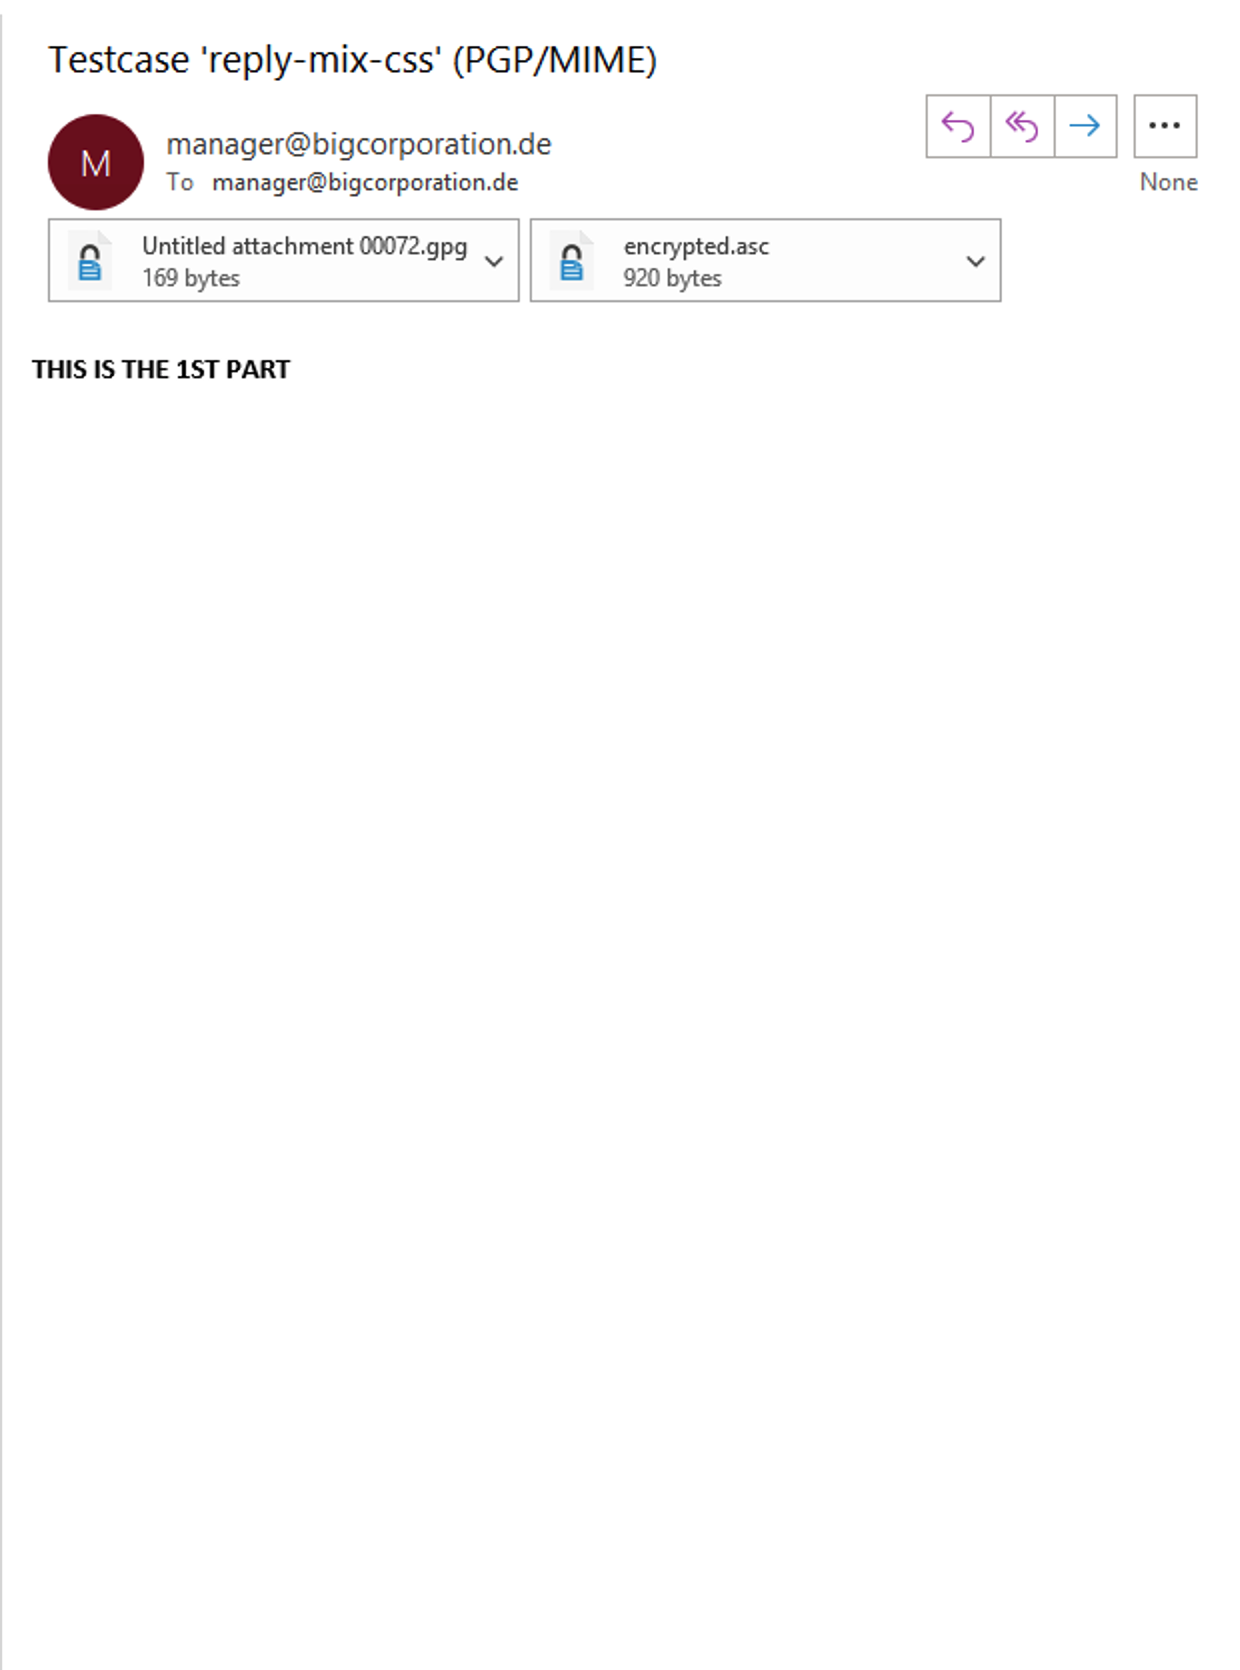 Testcase 'reply-mix-css' (PGP/MIME)
M
manager@bigcorporation.de
To manager@bigcorporation.de
None
Untitled attachment 00072.gpg
169 bytes
encrypted.asc
920 bytes
THIS IS THE 1ST PART